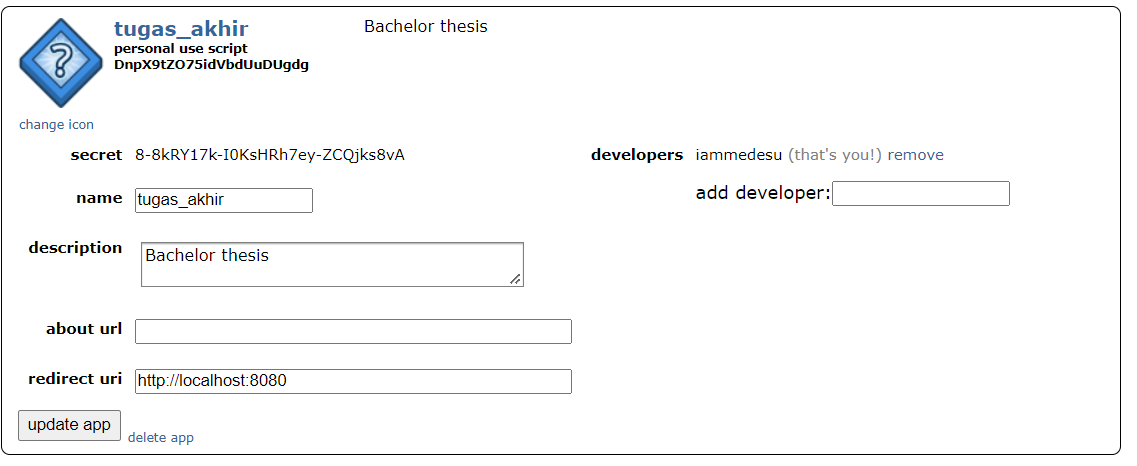 tugas_akhir
Bachelor thesis
personal use script
DnpX9tZO75idVbdUuDUgdg
change icon
secret 8-8kRY17k-I0KsHRh7ey-ZCQjks8vA
developers iammedesu (that's you!) remove
add developer:
name tugas_akhir
description Bachelor thesis
about url
redirect uri http://localhost:8080
update app delete app